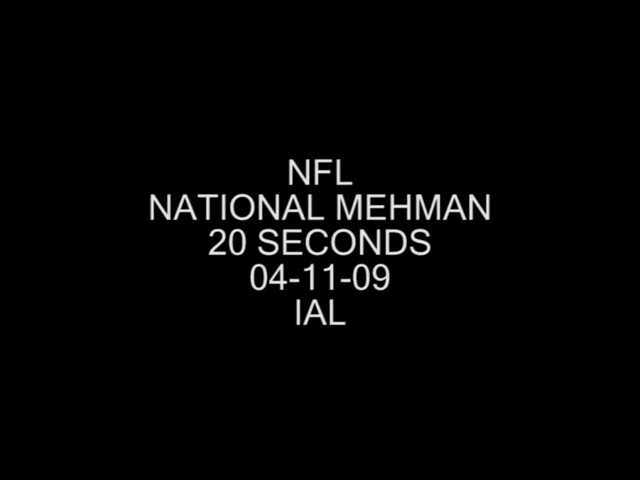 NFL
NATIONAL MEHMAN
20 SECONDS
04-11-09
IAL